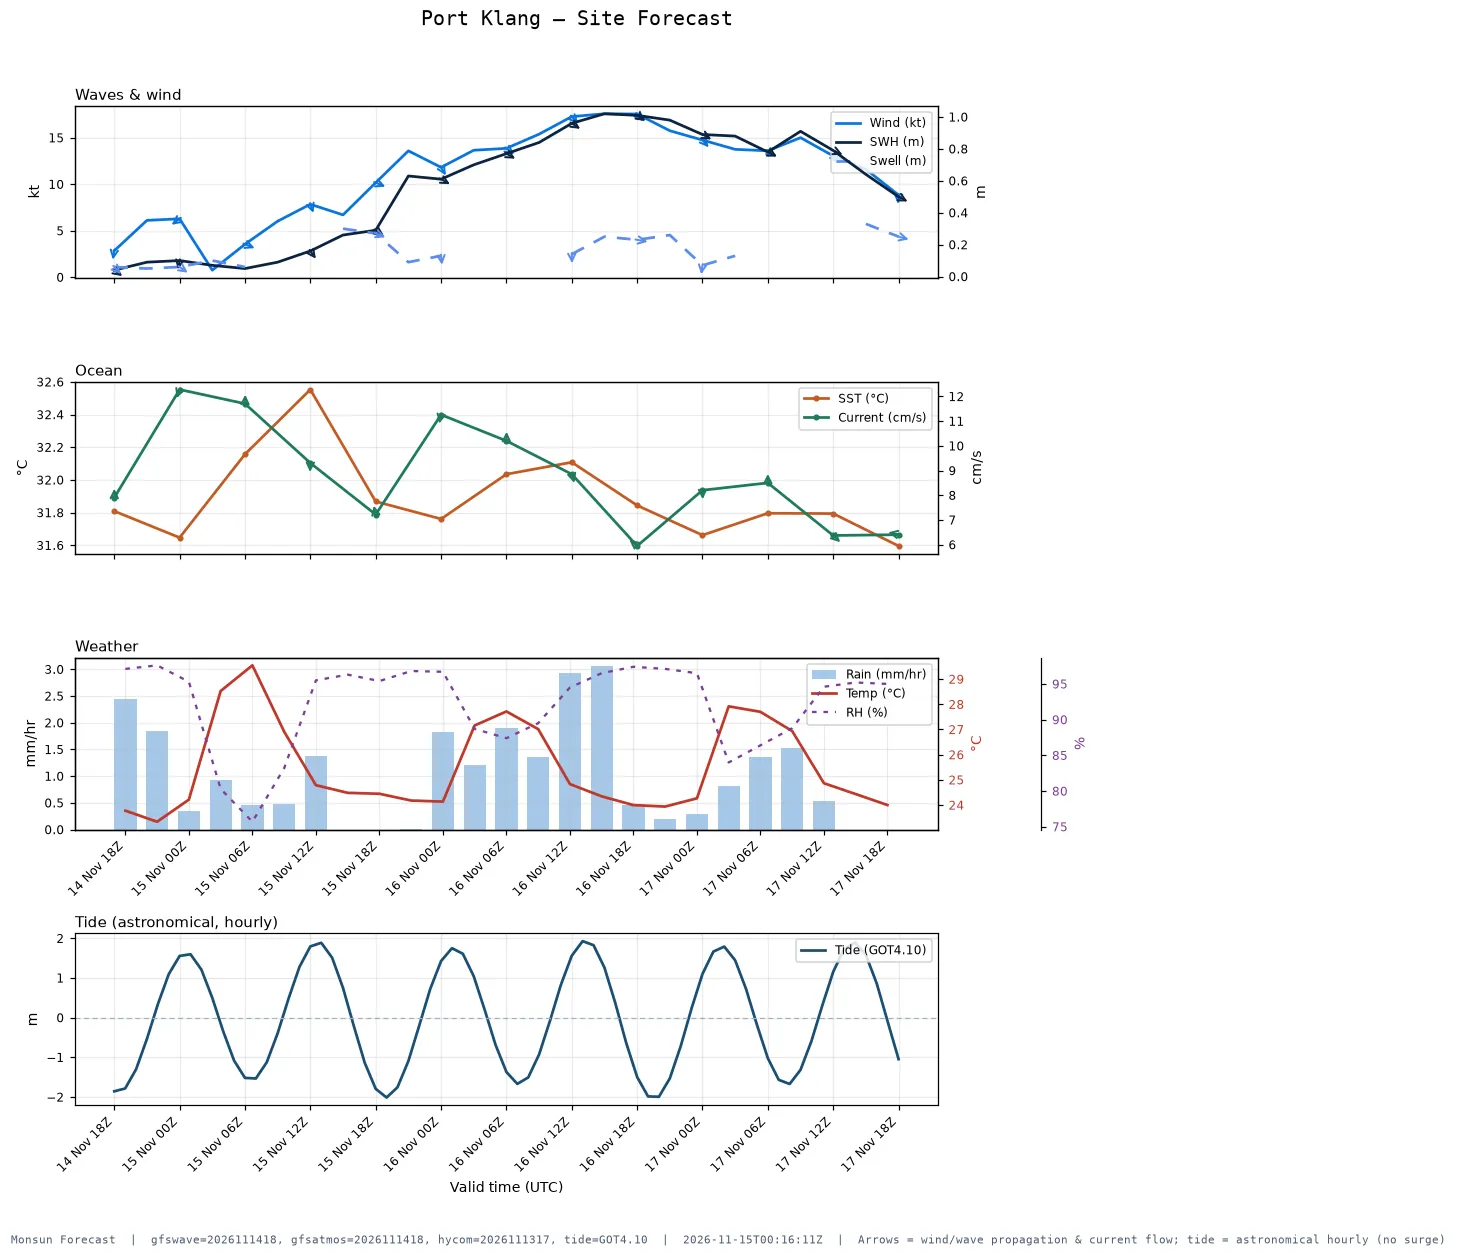 Port Klang — Site Forecast
Waves & wind
15
10
5
0
kt
1.0
0.8
0.6
0.4
0.2
0.0
m
Wind (kt)
SWH (m)
Swell (m)
Ocean
32.6
32.4
32.2
32.0
31.8
31.6
°C
12
11
10
9
8
7
6
cm/s
SST (°C)
Current (cm/s)
Weather
3.0
2.5
2.0
1.5
1.0
0.5
0.0
mm/hr
29
28
27
26
25
24
°C
95
90
85
80
75
%
Rain (mm/hr)
Temp (°C)
RH (%)
14 Nov 18Z
15 Nov 00Z
15 Nov 06Z
15 Nov 12Z
15 Nov 18Z
16 Nov 00Z
16 Nov 06Z
16 Nov 12Z
16 Nov 18Z
17 Nov 00Z
17 Nov 06Z
17 Nov 12Z
17 Nov 18Z
Tide (astronomical, hourly)
2
1
0
−1
−2
m
Tide (GOT4.10)
14 Nov 18Z
15 Nov 00Z
15 Nov 06Z
15 Nov 12Z
15 Nov 18Z
16 Nov 00Z
16 Nov 06Z
16 Nov 12Z
16 Nov 18Z
17 Nov 00Z
17 Nov 06Z
17 Nov 12Z
17 Nov 18Z
Valid time (UTC)
Monsun Forecast | gfswave=2026111418, gfsatmos=2026111418, hycom=2026111317, tide=GOT4.10 | 2026-11-15T00:16:11Z | Arrows = wind/wave propagation & current flow; tide = astronomical hourly (no surge)